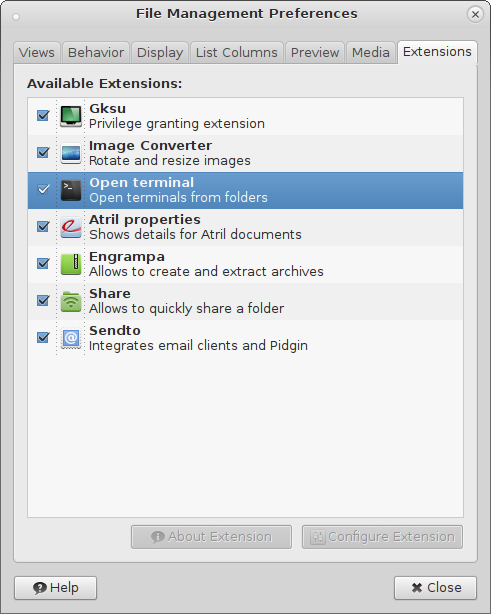 File Management Preferences
Views Behavior Display List Columns Preview Media Extensions
Available Extensions:
Gksu
Privilege granting extension
Image Converter
Rotate and resize images
Open terminal
Open terminals from folders
Atril properties
Shows details for Atril documents
Engrampa
Allows to create and extract archives
Share
Allows to quickly share a folder
Sendto
Integrates email clients and Pidgin
About Extension Configure Extension
Help Close